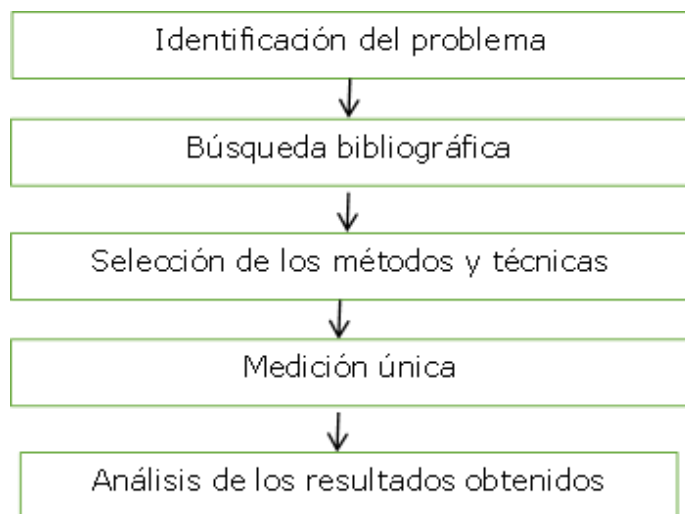 Identificación del problema
Búsqueda bibliográfica
Selección de los métodos y técnicas
Medición única
Análisis de los resultados obtenidos